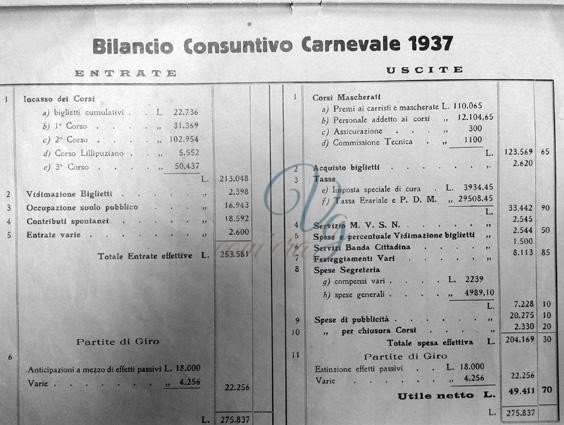 Bilancio Consuntivo Carnevale 1937
ENTRATE
1 Incasso dei Corsi
a) biglietti cumulativi . . L. 22.736
b) 1º Corso . . . . „ 31.369
c) 2º Corso . . . . „ 102.954
d) Corso Lillipuziano . . „ 5.552
e) 3º Corso . . . . „ 50.437
L. 213.048
2 Vidimazione Biglietti . . . . „ 2.398
3 Occupazione suolo pubblico . . . „ 16.943
4 Contributi spontanei . . . . „ 18.592
5 Entrate varie . . . . . „ 2.600
Totale Entrate effettive L. 253.581
Partite di Giro
6
Anticipazioni a mezzo di effetti passivi L. 18.000
Varie . . . . . . . „ 4.256
22.256
L. 275.837
USCITE
1 Corsi Mascherati
a) Premi ai carristi e mascherate L. 110.065
b) Personale addetto ai corsi . „ 12.104,65
c) Assicurazione . . . . „ 300
d) Commissione Tecnica . . „ 1100
L. 123.569 65
2 Acquisto biglietti . . . . „ 2.620
3 Tasse
e) Imposta speciale di cura . L. 3934.45
f) Tassa Erariale e P. D. M. „ 29508.45
L. 33.442 90
4 Servizio M. V. S. N. . . . . „ 2.545
5 Spese percentuale Vidimazione biglietti „ 2.544 50
6 Servizi Banda Cittadina . . . „ 1.500
7 Festeggiamenti Vari . . . . „ 8.113 85
8 Spese Segreteria
g) compensi vari . . . L. 2239
h) spese generali . . . . „ 4989,10
L. 7.228 10
9 Spese di pubblicità . . . . „ 20.275 10
10 „ per chiusura Corsi . . . „ 2.330 20
Totale spesa effettiva L. 204.169 30
11 Partite di Giro
Estinzione effetti passivi . . L. 18.000
Varie . . . . . . „ 4.256
22.256
Utile netto L. 49.411 70
L. 275.837